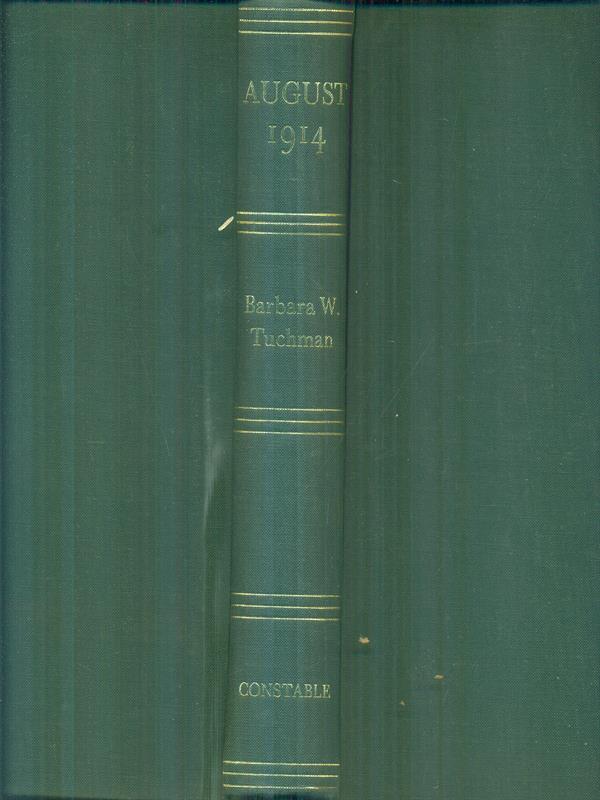 AUGUST
1914
Barbara W.
Tuchman
CONSTABLE